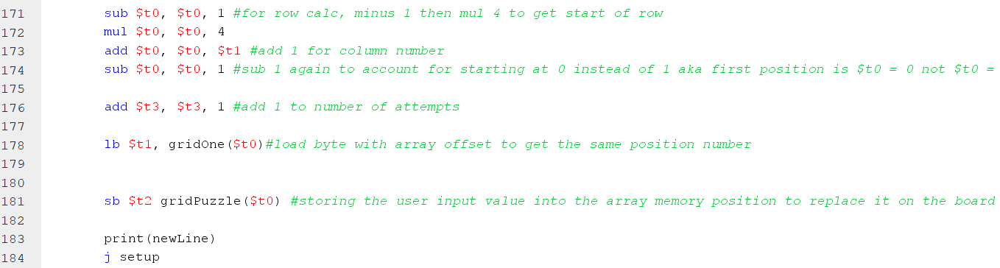 171 sub $t0, $t0, 1 #for row calc, minus 1 then mul 4 to get start of row
172 mul $t0, $t0, 4
173 add $t0, $t0, $t1 #add 1 for column number
174 sub $t0, $t0, 1 #sub 1 again to account for starting at 0 instead of 1 aka first position is $t0 = 0 not $t0 =
175
176 add $t3, $t3, 1 #add 1 to number of attempts
177
178 lb $t1, gridOne($t0)#load byte with array offset to get the same position number
179
180
181 sb $t2 gridPuzzle($t0) #storing the user input value into the array memory position to replace it on the board
182
183 print(newLine)
184 j setup